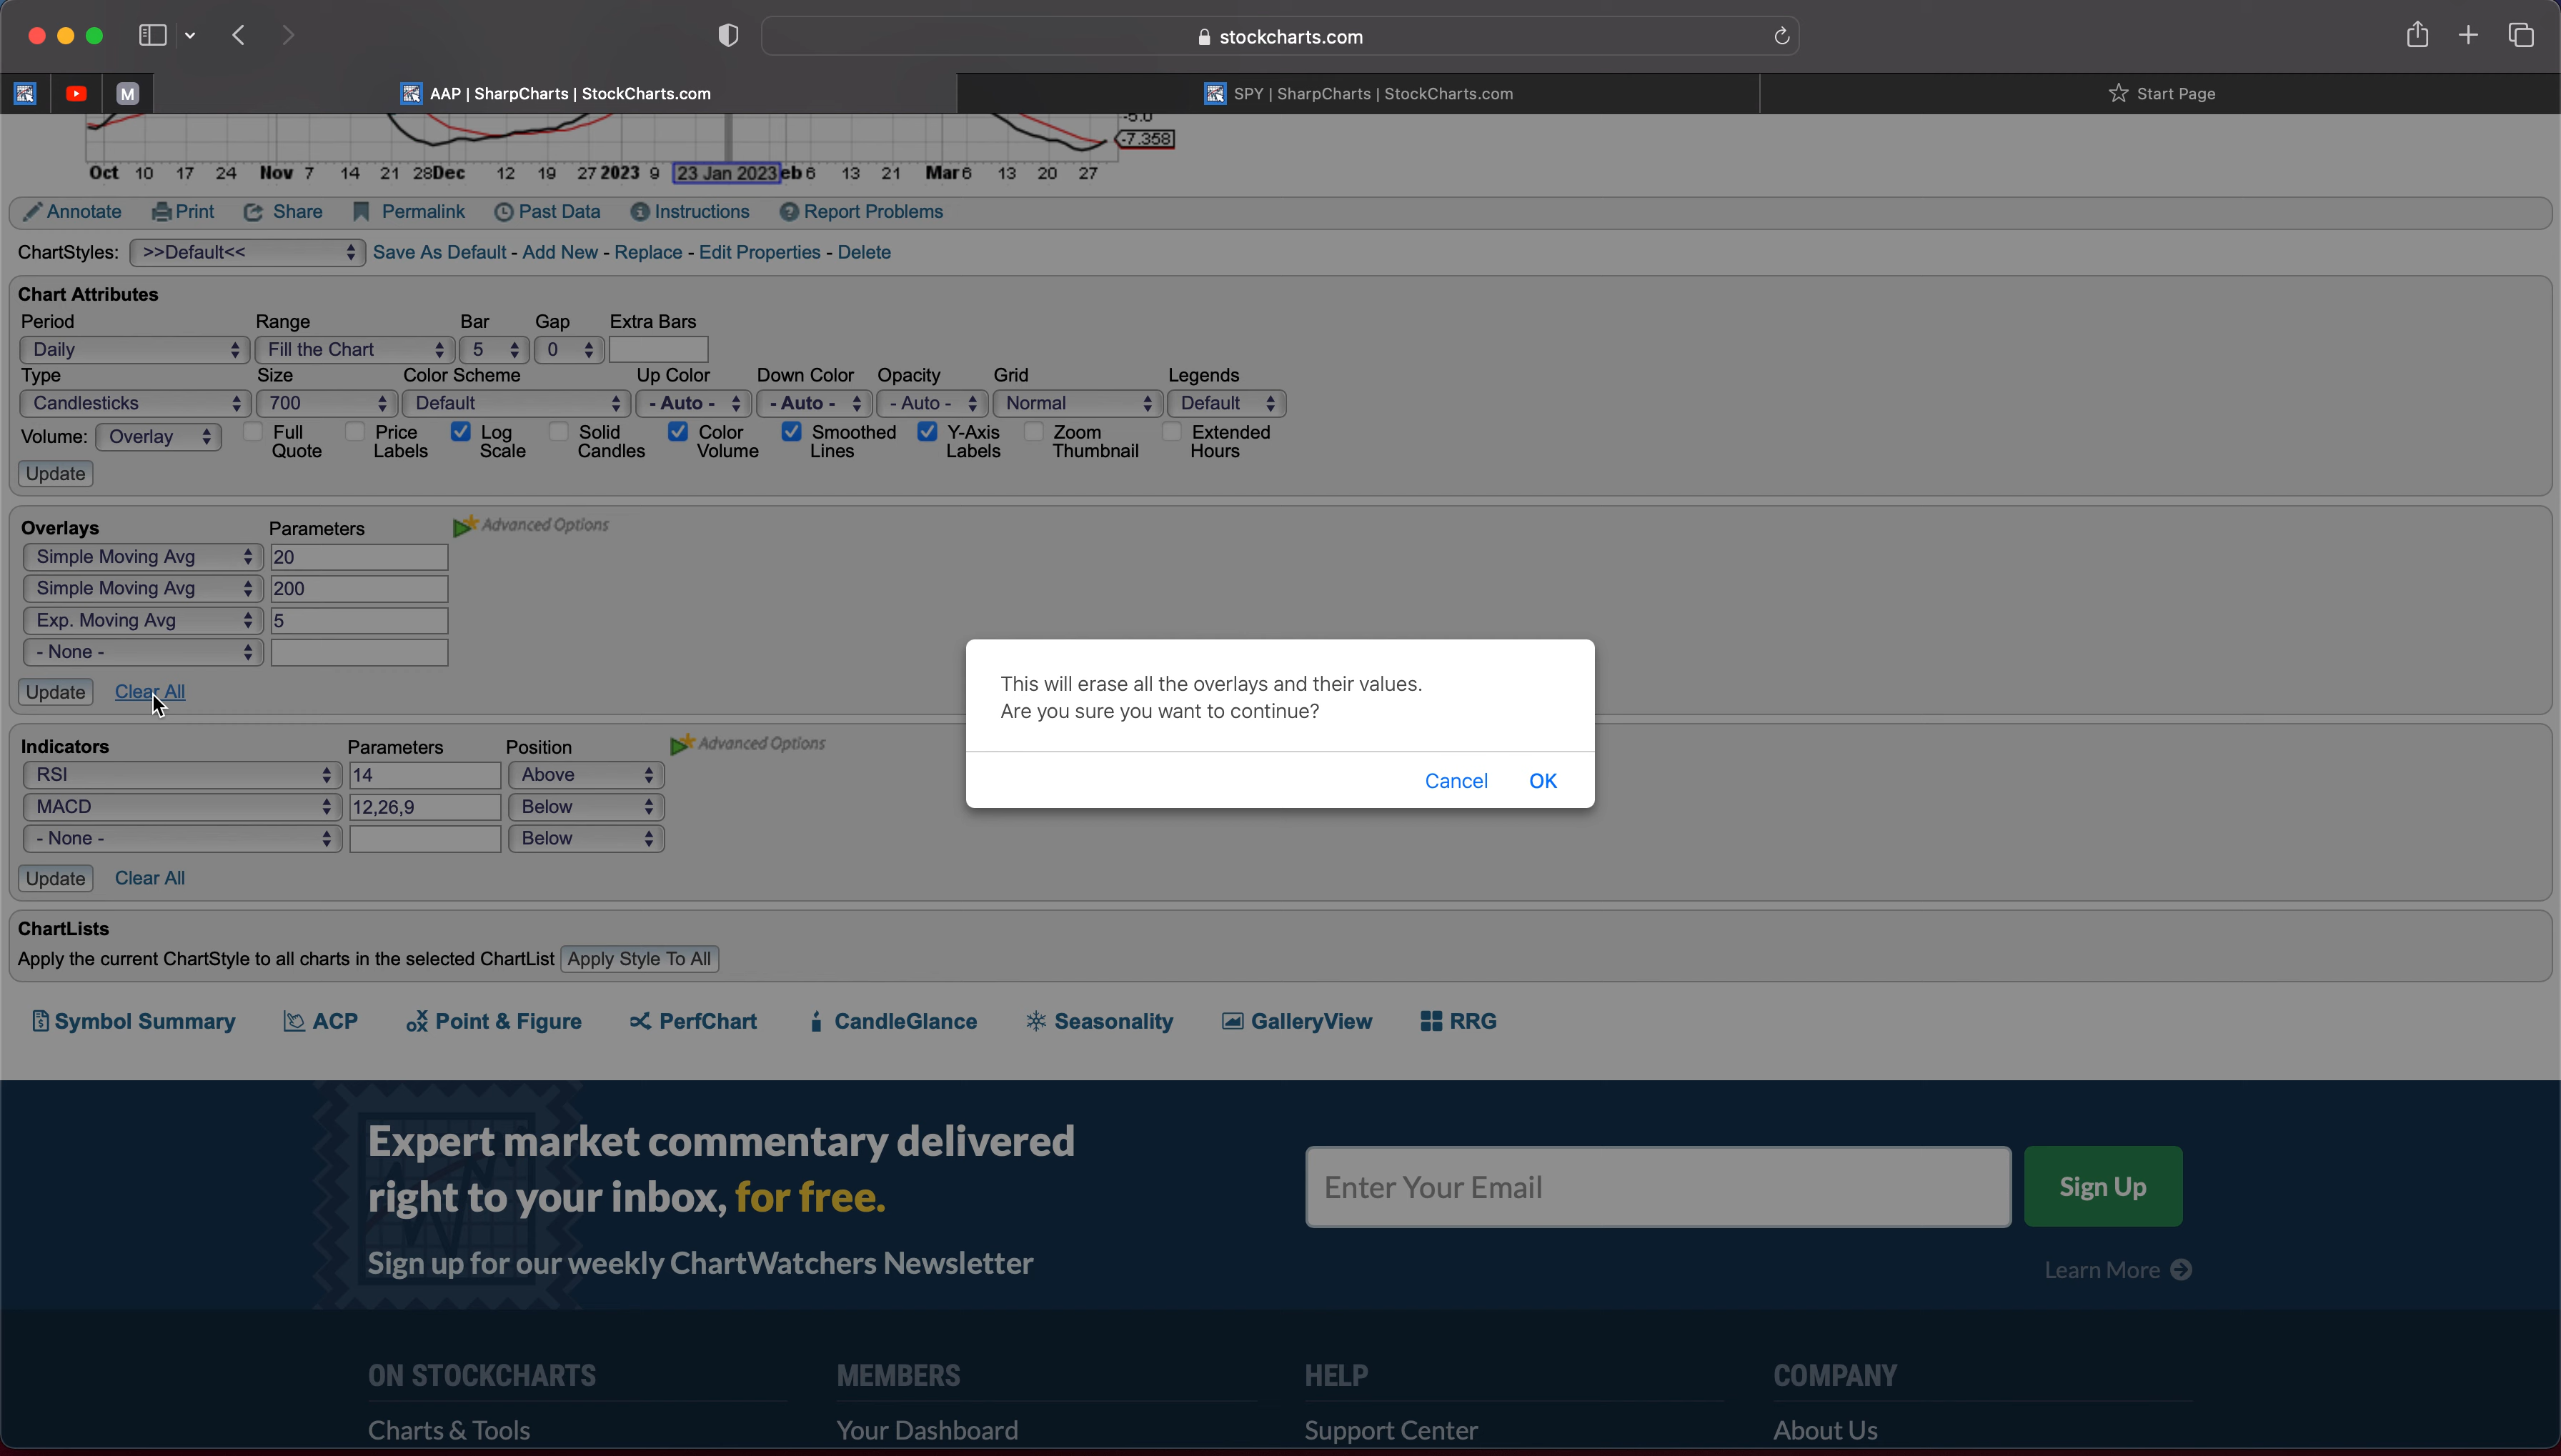 stockcharts.com
M
AAP | SharpCharts | StockCharts.com
SPY | SharpCharts | StockCharts.com
Start Page
-5.0
-7.358
Oct 10 17 24 Nov 7 14 21 28Dec 12 19 27 2023 9 23 Jan 2023 eb 6 13 21 Mar6 13 20 27
Annotate Print Share Permalink Past Data Instructions Report Problems
ChartStyles: >>Default<< Save As Default - Add New - Replace - Edit Properties - Delete
Chart Attributes
Period Range Bar Gap Extra Bars
Daily Fill the Chart 5 0
Type Size Color Scheme Up Color Down Color Opacity Grid Legends
Candlesticks 700 Default - Auto - - Auto - - Auto - Normal Default
Volume: Overlay Full Price Log Solid Color Smoothed Y-Axis Zoom Extended
Quote Labels Scale Candles Volume Lines Labels Thumbnail Hours
Update
Overlays Parameters Advanced Options
Simple Moving Avg 20
Simple Moving Avg 200
Exp. Moving Avg 5
- None -
Update Clear All
This will erase all the overlays and their values.
Are you sure you want to continue?
Cancel OK
Indicators Parameters Position Advanced Options
RSI 14 Above
MACD 12,26,9 Below
- None - Below
Update Clear All
ChartLists
Apply the current ChartStyle to all charts in the selected ChartList Apply Style To All
Symbol Summary ACP Point & Figure PerfChart CandleGlance Seasonality GalleryView RRG
Expert market commentary delivered
right to your inbox, for free.
Sign up for our weekly ChartWatchers Newsletter
Enter Your Email
Sign Up
Learn More
ON STOCKCHARTS MEMBERS HELP COMPANY
Charts & Tools Your Dashboard Support Center About Us